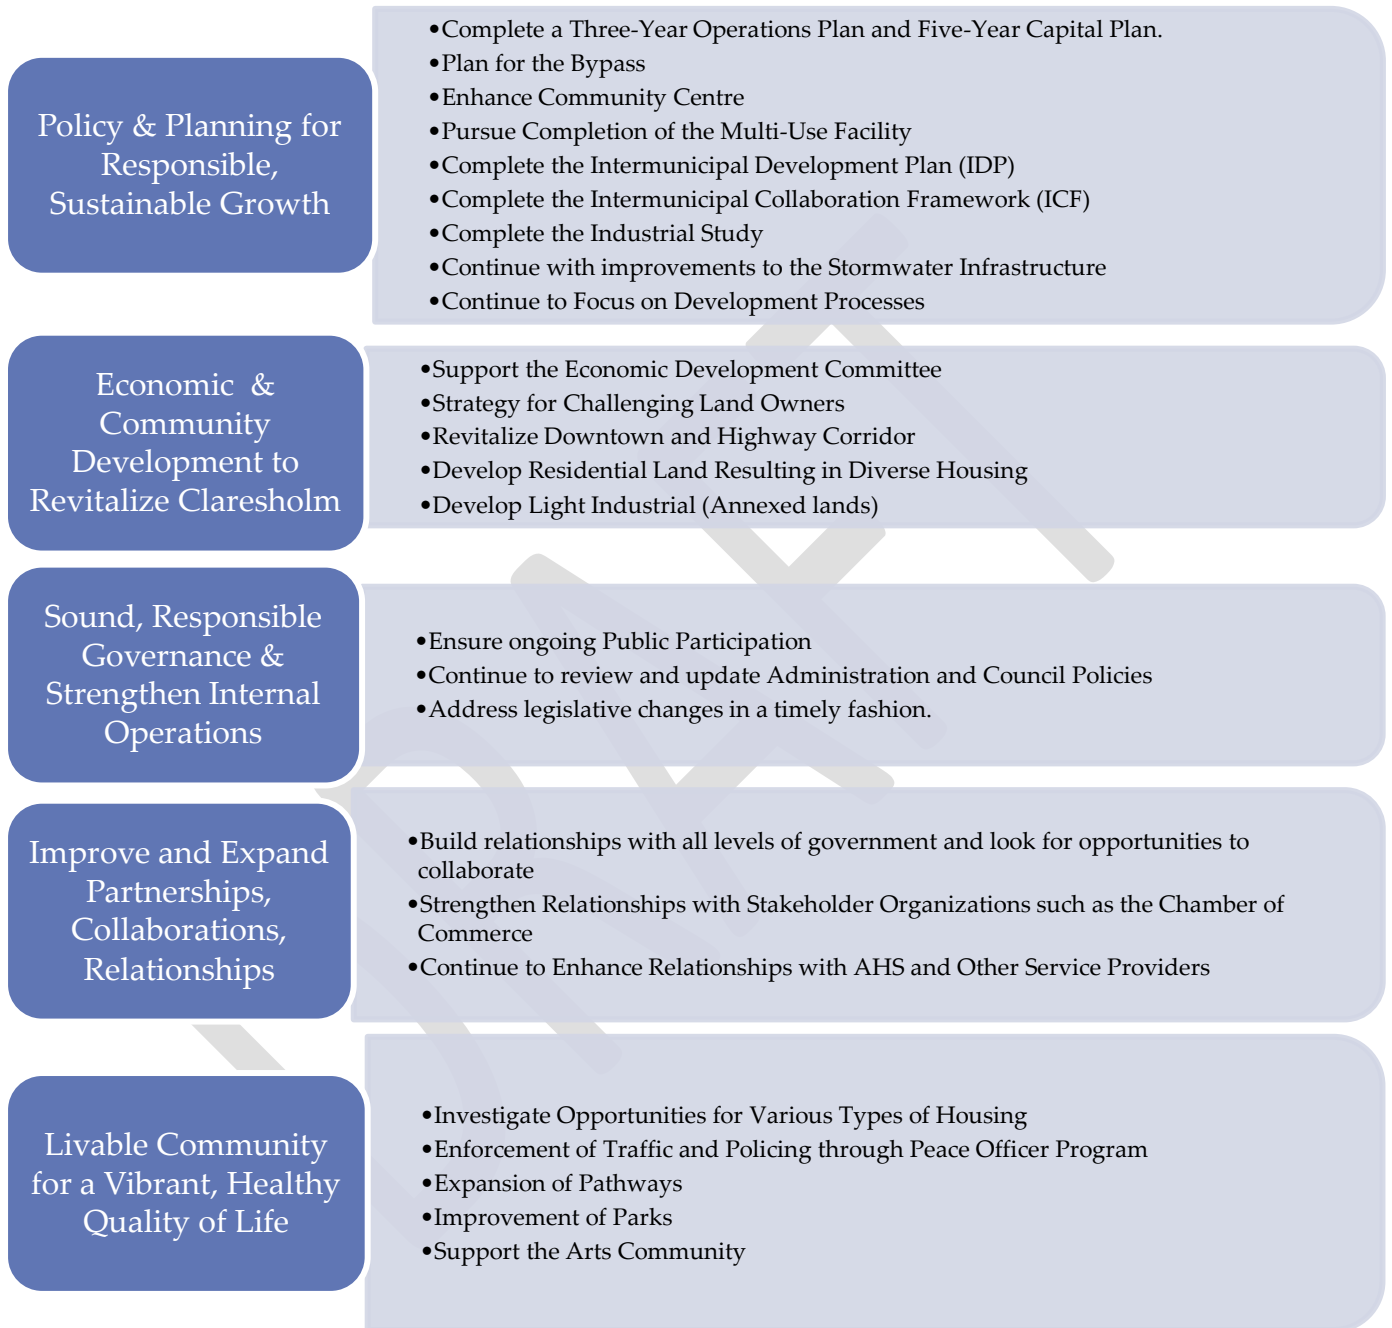 Policy & Planning for
Responsible,
Sustainable Growth
•Complete a Three-Year Operations Plan and Five-Year Capital Plan.
•Plan for the Bypass
•Enhance Community Centre
•Pursue Completion of the Multi-Use Facility
•Complete the Intermunicipal Development Plan (IDP)
•Complete the Intermunicipal Collaboration Framework (ICF)
•Complete the Industrial Study
•Continue with improvements to the Stormwater Infrastructure
•Continue to Focus on Development Processes
Economic &
Community
Development to
Revitalize Claresholm
•Support the Economic Development Committee
•Strategy for Challenging Land Owners
•Revitalize Downtown and Highway Corridor
•Develop Residential Land Resulting in Diverse Housing
•Develop Light Industrial (Annexed lands)
Sound, Responsible
Governance &
Strengthen Internal
Operations
•Ensure ongoing Public Participation
•Continue to review and update Administration and Council Policies
•Address legislative changes in a timely fashion.
Improve and Expand
Partnerships,
Collaborations,
Relationships
•Build relationships with all levels of government and look for opportunities to
collaborate
•Strengthen Relationships with Stakeholder Organizations such as the Chamber of
Commerce
•Continue to Enhance Relationships with AHS and Other Service Providers
Livable Community
for a Vibrant, Healthy
Quality of Life
•Investigate Opportunities for Various Types of Housing
•Enforcement of Traffic and Policing through Peace Officer Program
•Expansion of Pathways
•Improvement of Parks
•Support the Arts Community
DRAFT